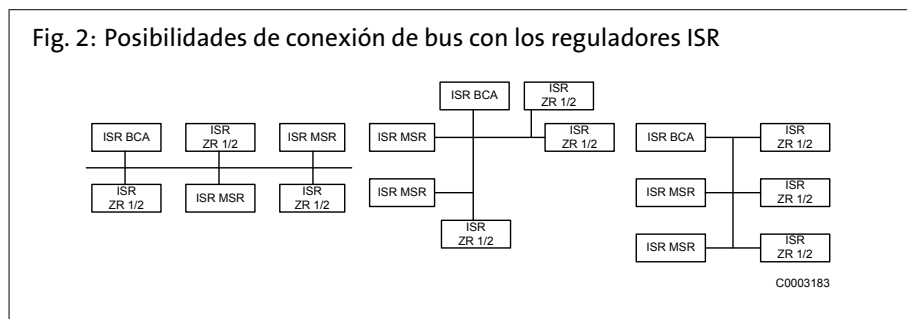 Fig. 2: Posibilidades de conexión de bus con los reguladores ISR
ISR BCA
ISR
ZR 1/2
ISR MSR
ISR
ZR 1/2
ISR MSR
ISR
ZR 1/2
ISR BCA
ISR
ZR 1/2
ISR MSR
ISR
ZR 1/2
ISR MSR
ISR
ZR 1/2
ISR BCA
ISR
ZR 1/2
ISR MSR
ISR
ZR 1/2
ISR MSR
ISR
ZR 1/2
C0003183